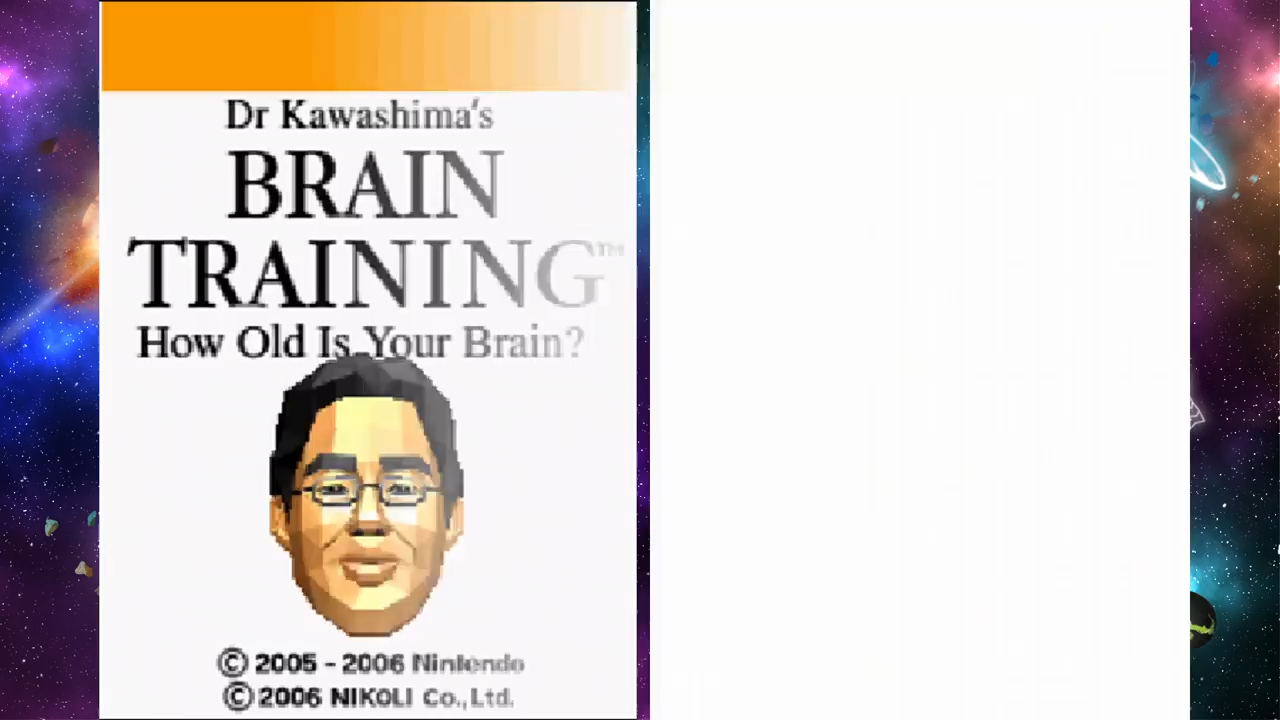 Dr Kawashima's
BRAIN
TRAINING™
How Old Is Your Brain?
© 2005 - 2006 Nintendo
© 2006 NIKOLI Co., Ltd.